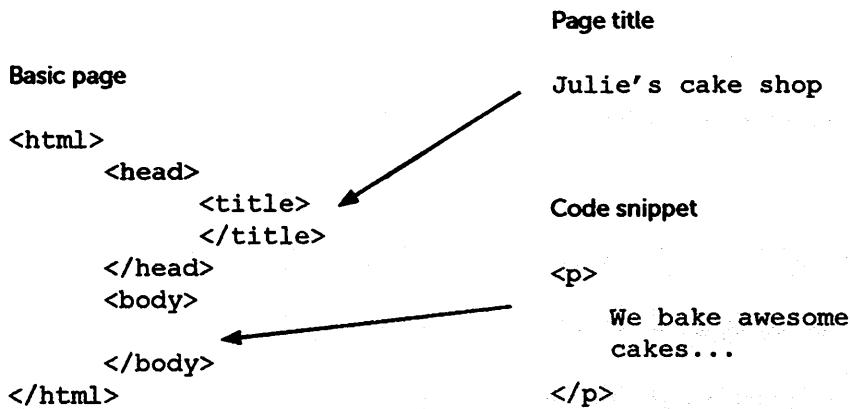 Basic page
<html>
<head>
<title>
</title>
</head>
<body>
</body>
</html>
Page title
Julie's cake shop
Code snippet
<p>
We bake awesome
cakes...
</p>